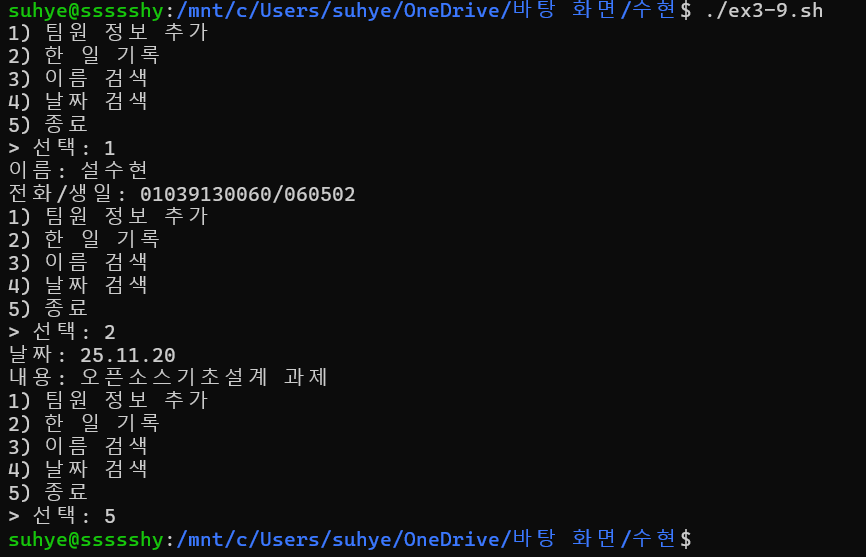 suhye@ssssshy:/mnt/c/Users/suhye/OneDrive/바탕 화면/수현$ ./ex3-9.sh
1) 팀원 정보 추가
2) 한 일 기록
3) 이름 검색
4) 날짜 검색
5) 종료
> 선택: 1
이름: 설수현
전화/생일: 01039130060/060502
1) 팀원 정보 추가
2) 한 일 기록
3) 이름 검색
4) 날짜 검색
5) 종료
> 선택: 2
날짜: 25.11.20
내용: 오픈소스기초설계 과제
1) 팀원 정보 추가
2) 한 일 기록
3) 이름 검색
4) 날짜 검색
5) 종료
> 선택: 5
suhye@ssssshy:/mnt/c/Users/suhye/OneDrive/바탕 화면/수현$